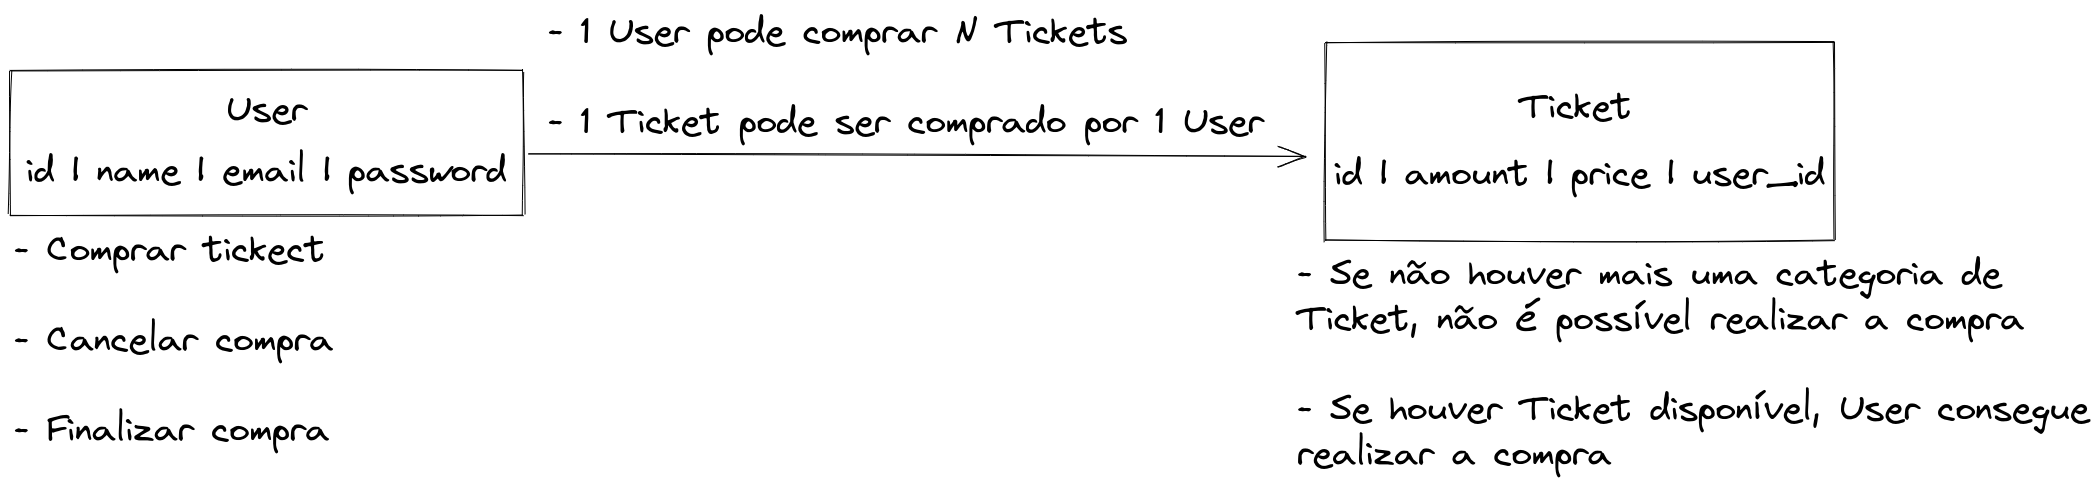 - 1 User pode comprar N Tickets
- 1 Ticket pode ser comprado por 1 User
User
id | name | email | password
- Comprar tickect
- Cancelar compra
- Finalizar compra
Ticket
id | amount | price | user_id
- Se não houver mais uma categoria de
Ticket, não é possível realizar a compra
- Se houver Ticket disponível, User consegue
realizar a compra